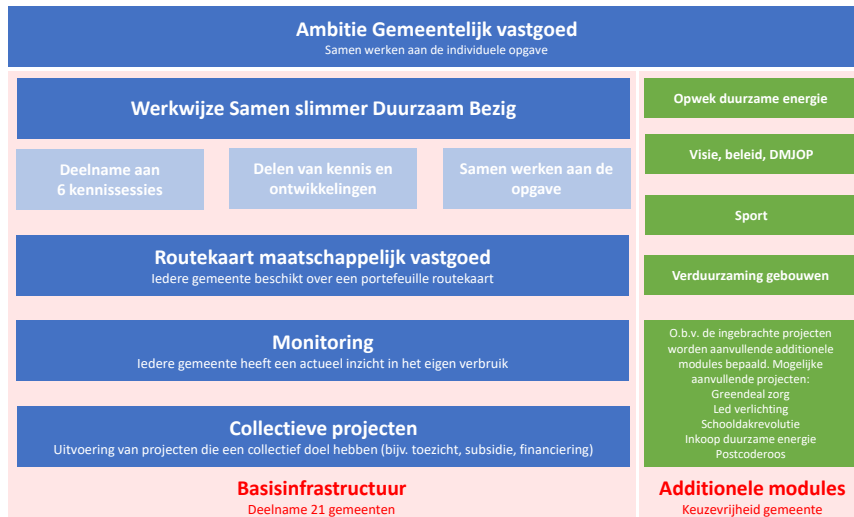 Ambitie Gemeentelijk vastgoed
Samen werken aan de individuele opgave
Werkwijze Samen slimmer Duurzaam Bezig
Deelname aan
6 kennissessies
Delen van kennis en
ontwikkelingen
Samen werken aan de
opgave
Routekaart maatschappelijk vastgoed
Iedere gemeente beschikt over een portefeuille routekaart
Monitoring
Iedere gemeente heeft een actueel inzicht in het eigen verbruik
Collectieve projecten
Uitvoering van projecten die een collectief doel hebben (bijv. toezicht, subsidie, financiering)
Basisinfrastructuur
Deelname 21 gemeenten
Opwek duurzame energie
Visie, beleid, DMJOP
Sport
Verduurzaming gebouwen
O.b.v. de ingebrachte projecten
worden aanvullende additionele
modules bepaald. Mogelijke
aanvullende projecten:
Greendeal zorg
Led verlichting
Schooldakrevolutie
Inkoop duurzame energie
Postcoderoos
Additionele modules
Keuzevrijheid gemeente